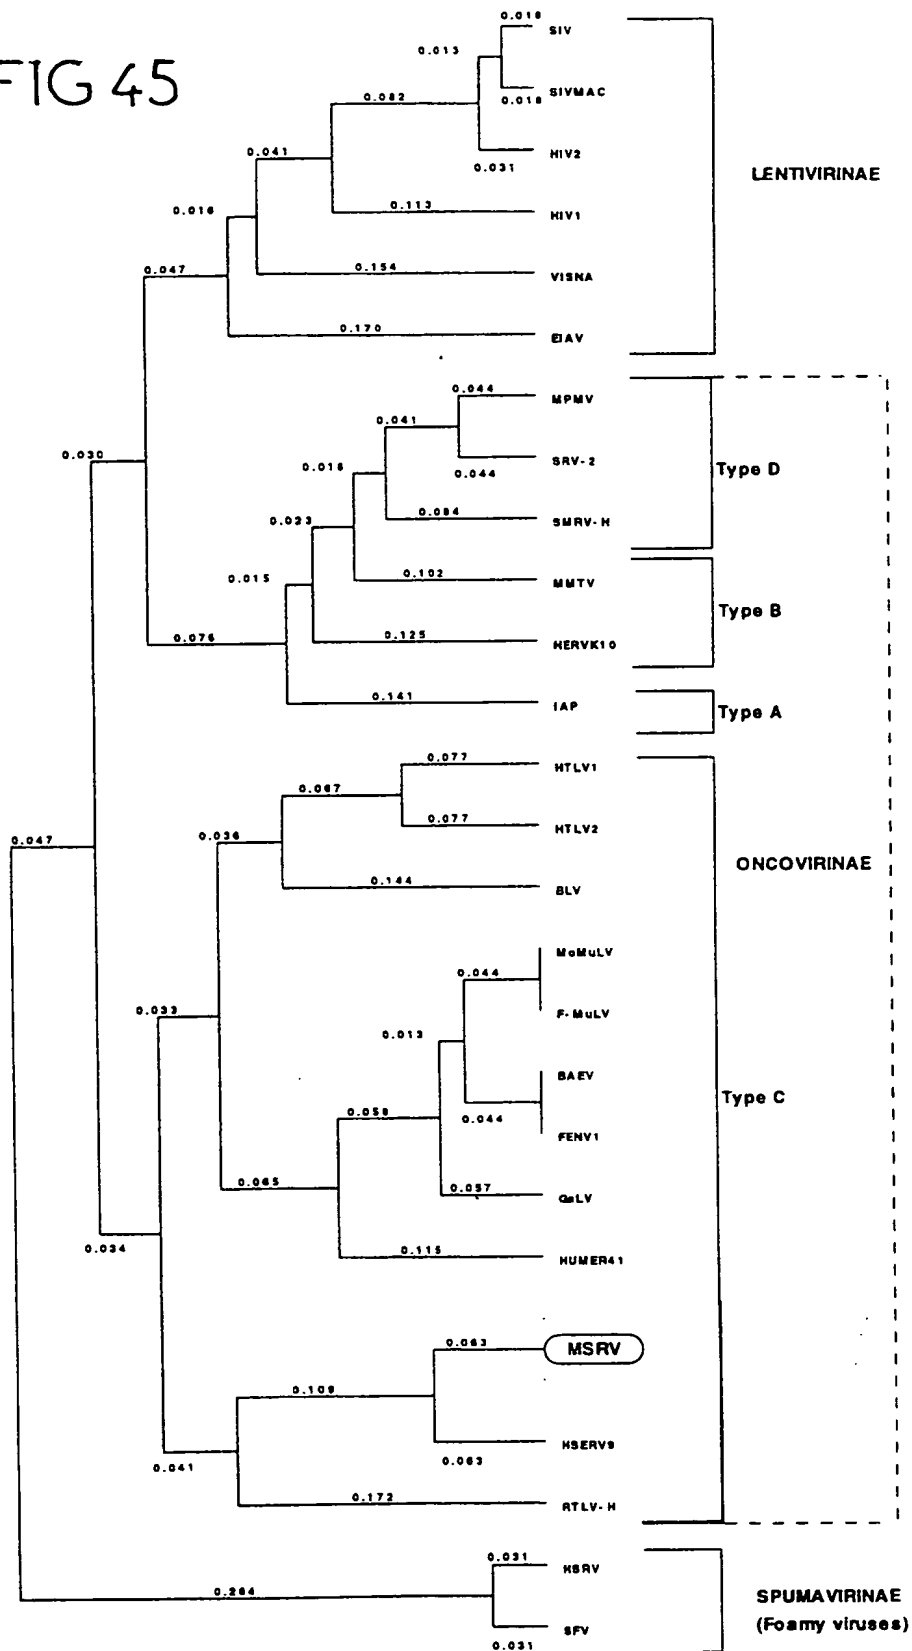 FIG 45
0.018
SIV
0.013
SIVMAC
0.018
0.082
HIV2
0.031
0.041
HIV1
0.113
0.016
VISNA
0.154
0.047
EIAV
0.170
LENTIVIRINAE
0.044
MPMV
0.041
SRV-2
0.044
0.030
Type D
0.016
SMRV-H
0.084
0.023
MMTV
0.102
0.015
Type B
HERVK10
0.125
0.076
IAP
0.141
Type A
0.077
HTLV1
0.067
HTLV2
0.077
0.036
0.047
ONCOVIRINAE
BLV
0.144
MoMuLV
0.044
F-MuLV
0.033
0.013
BAEV
0.044
Type C
0.058
FENV1
0.065
0.057
GaLV
0.034
0.115
HUMER41
0.063
MSRV
0.109
HSERV9
0.063
0.041
0.172
RTLV-H
0.031
HSRV
0.264
SPUMAVIRINAE
(Foamy viruses)
SFV
0.031